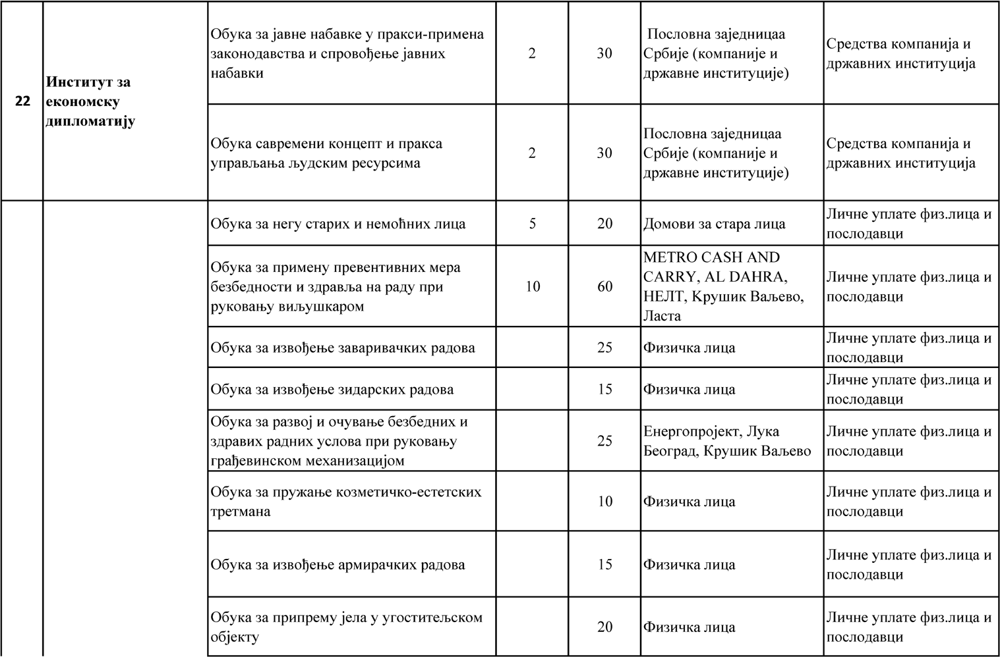 22
Институт за
економску
дипломатију
Обука за јавне набавке у пракси-примена
законодавства и спровођење јавних
набавки
2
30
Пословна заједницаа
Србије (компаније и
државне институције)
Средства компанија и
државних институција
Обука савремени концепт и пракса
управљања људским ресурсима
2
30
Пословна заједницаа
Србије (компаније и
државне институције)
Средства компанија и
државних институција
Обука за негу старих и немоћних лица
5
20
Домови за стара лица
Личне уплате физ.лица и
послодавци
Обука за примену превентивних мера
безбедности и здравља на раду при
руковању виљушкаром
10
60
METRO CASH AND
CARRY, AL DAHRA,
НЕЛТ, Крушик Ваљево,
Ласта
Личне уплате физ.лица и
послодавци
Обука за извођење заваривачких радова
25
Физичка лица
Личне уплате физ.лица и
послодавци
Обука за извођење зидарских радова
15
Физичка лица
Личне уплате физ.лица и
послодавци
Обука за развој и очување безбедних и
здравих радних услова при руковању
грађевинском механизацијом
25
Енергопројект, Лука
Београд, Крушик Ваљево
Личне уплате физ.лица и
послодавци
Обука за пружање козметичко-естетских
третмана
10
Физичка лица
Личне уплате физ.лица и
послодавци
Обука за извођење армирачких радова
15
Физичка лица
Личне уплате физ.лица и
послодавци
Обука за припрему јела у угоститељском
објекту
20
Физичка лица
Личне уплате физ.лица и
послодавци